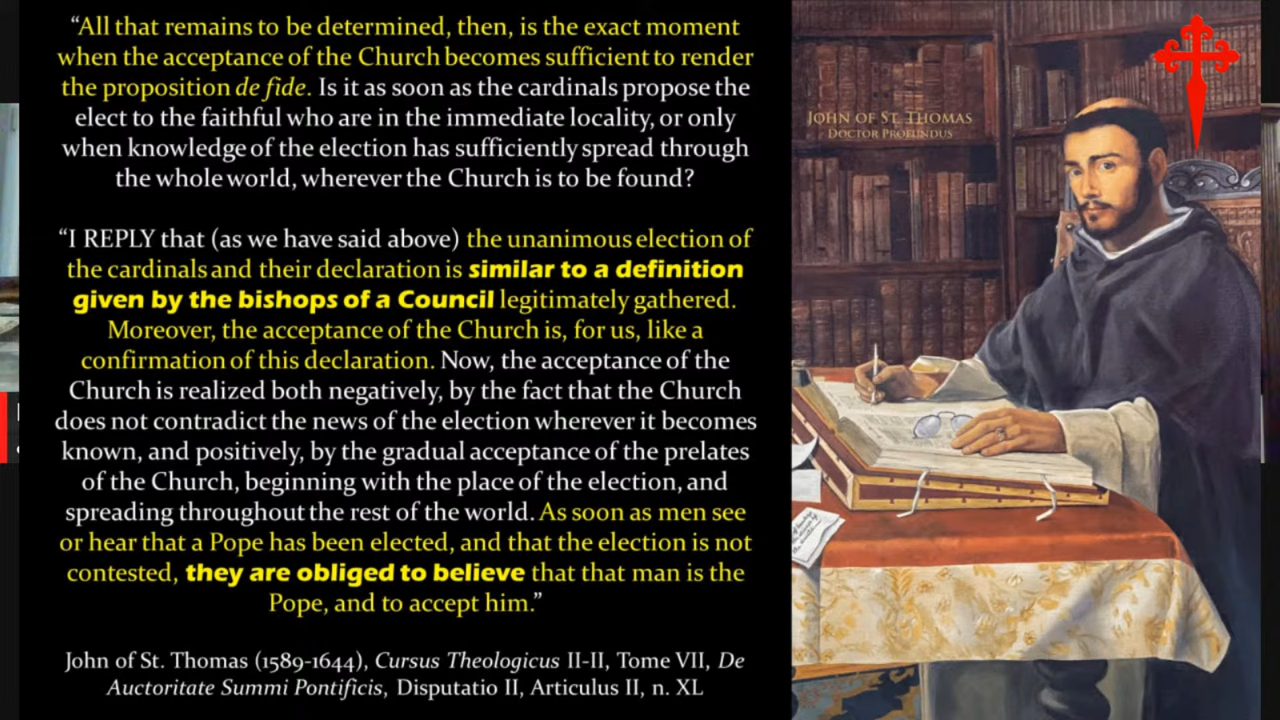 “All that remains to be determined, then, is the exact moment
when the acceptance of the Church becomes sufficient to render
the proposition de fide. Is it as soon as the cardinals propose the
elect to the faithful who are in the immediate locality, or only
when knowledge of the election has sufficiently spread through
the whole world, wherever the Church is to be found?
“I REPLY that (as we have said above) the unanimous election of
the cardinals and their declaration is similar to a definition
given by the bishops of a Council legitimately gathered.
Moreover, the acceptance of the Church is, for us, like a
confirmation of this declaration. Now, the acceptance of the
Church is realized both negatively, by the fact that the Church
does not contradict the news of the election wherever it becomes
known, and positively, by the gradual acceptance of the prelates
of the Church, beginning with the place of the election, and
spreading throughout the rest of the world. As soon as men see
or hear that a Pope has been elected, and that the election is not
contested, they are obliged to believe that that man is the
Pope, and to accept him.”
John of St. Thomas (1589-1644), Cursus Theologicus II-II, Tome VII, De
Auctoritate Summi Pontificis, Disputatio II, Articulus II, n. XL
JOHN OF ST. THOMAS
DOCTOR PROFUNDUS